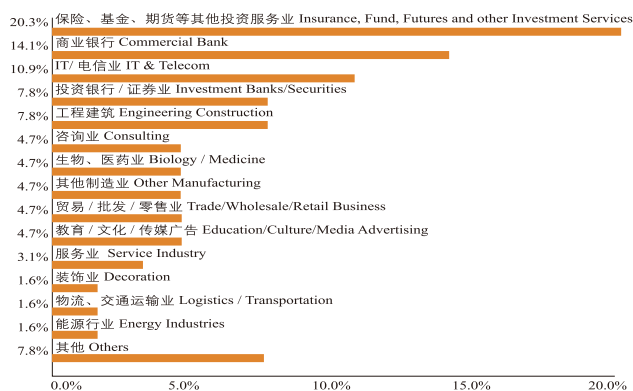 20.3% 保险、基金、期货等其他投资服务业 Insurance, Fund, Futures and other Investment Services
14.1% 商业银行 Commercial Bank
10.9% IT/ 电信业 IT & Telecom
7.8% 投资银行 / 证券业 Investment Banks/Securities
7.8% 工程建筑 Engineering Construction
4.7% 咨询业 Consulting
4.7% 生物、医药业 Biology / Medicine
4.7% 其他制造业 Other Manufacturing
4.7% 贸易 / 批发 / 零售业 Trade/Wholesale/Retail Business
4.7% 教育 / 文化 / 传媒广告 Education/Culture/Media Advertising
3.1% 服务业 Service Industry
1.6% 装饰业 Decoration
1.6% 物流、交通运输业 Logistics / Transportation
1.6% 能源行业 Energy Industries
7.8% 其他 Others
0.0% 5.0% 10.0% 15.0% 20.0%